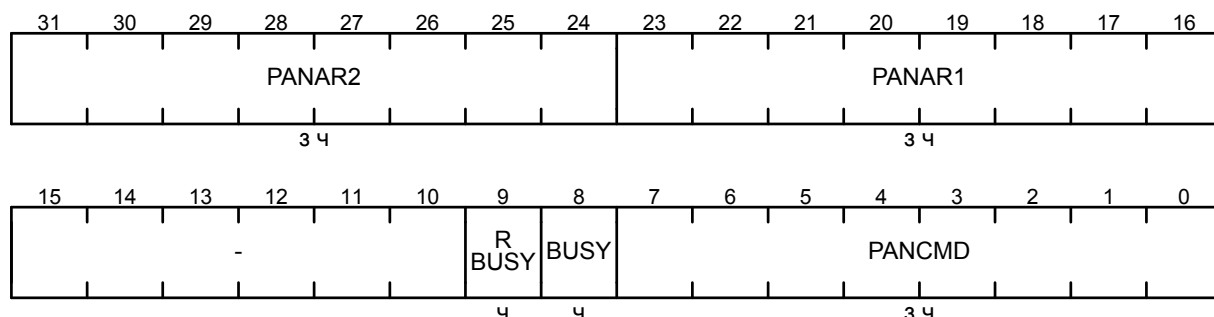 31 30 29 28 27 26 25 24 23 22 21 20 19 18 17 16
PANAR2 PANAR1
з ч з ч
15 14 13 12 11 10 9 8 7 6 5 4 3 2 1 0
- R BUSY BUSY PANCMD
ч ч з ч